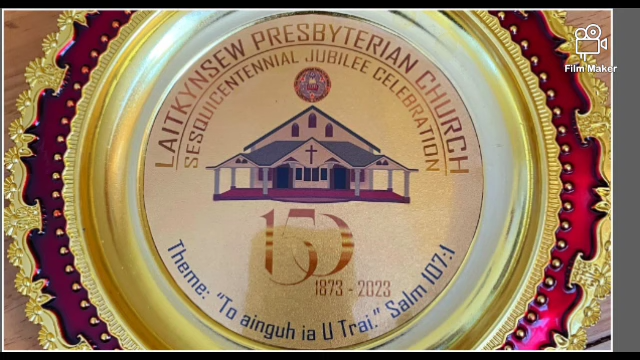 LAITKYNSEW PRESBYTERIAN CHURCH
SESQUICENTENNIAL JUBILEE CELEBRATION
150
1873 - 2023
Theme: "To ainguh ia U Trai." Salm 107:1
Film Maker